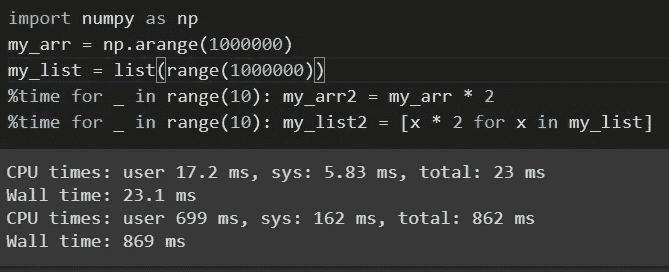 import numpy as np
my_arr = np.arange(1000000)
my_list = list(range(1000000))
%time for _ in range(10): my_arr2 = my_arr * 2
%time for _ in range(10): my_list2 = [x * 2 for x in my_list]
CPU times: user 17.2 ms, sys: 5.83 ms, total: 23 ms
Wall time: 23.1 ms
CPU times: user 699 ms, sys: 162 ms, total: 862 ms
Wall time: 869 ms